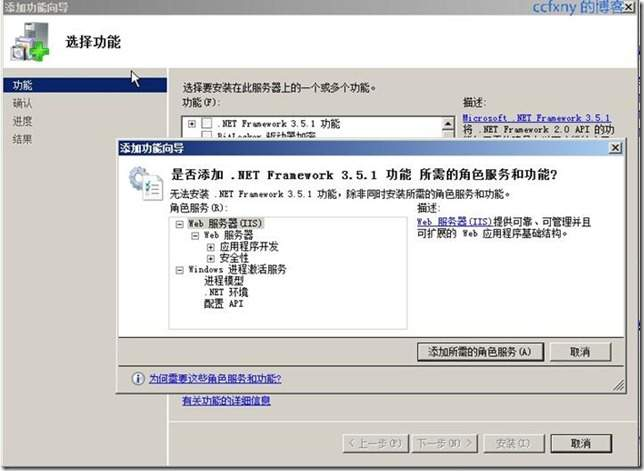 添加功能向导
ccfxny 的博客
选择功能
功能
确认
进度
结果
选择要安装在此服务器上的一个或多个功能。
功能(F):
.NET Framework 3.5.1 功能
BitLocker 驱动器加密
描述:
Microsoft .NET Framework 3.5.1
将 .NET Framework 2.0 API 的功
添加功能向导
是否添加 .NET Framework 3.5.1 功能 所需的角色服务和功能?
无法安装 .NET Framework 3.5.1 功能，除非同时安装所需的角色服务和功能。
角色服务(R):
Web 服务器(IIS)
Web 服务器
应用程序开发
安全性
Windows 进程激活服务
进程模型
.NET 环境
配置 API
描述:
Web 服务器(IIS)提供可靠、可管理并且
可扩展的 Web 应用程序基础结构。
添加所需的角色服务(A)
取消
为何需要这些角色服务和功能?
有关功能的详细信息
< 上一步(P)
下一步(N) >
安装(I)
取消